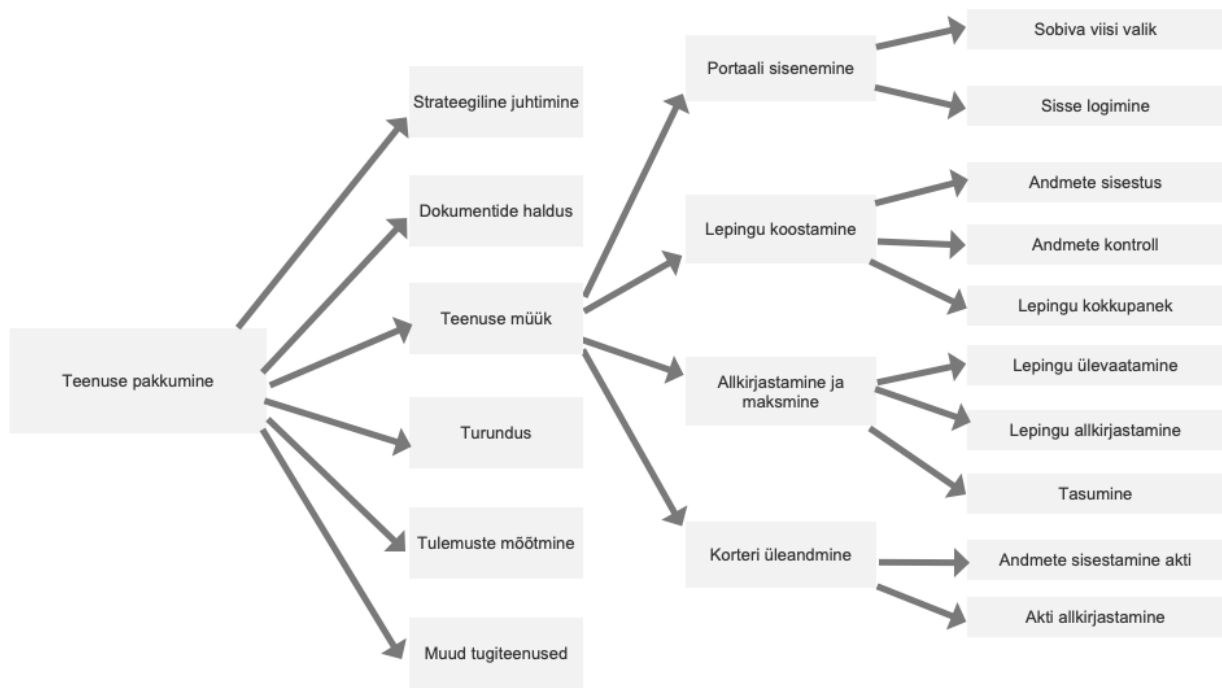 Teenuse pakkumine
Strateegiline juhtimine
Dokumentide haldus
Teenuse müük
Turundus
Tulemuste mõõtmine
Muud tugiteenused
Portaali sisenemine
Lepingu koostamine
Allkirjastamine ja
maksmine
Korteri üleandmine
Sobiva viisi valik
Sisse logimine
Andmete sisestus
Andmete kontroll
Lepingu kokkupanek
Lepingu ülevaatamine
Lepingu allkirjastamine
Tasumine
Andmete sisestamine akti
Akti allkirjastamine